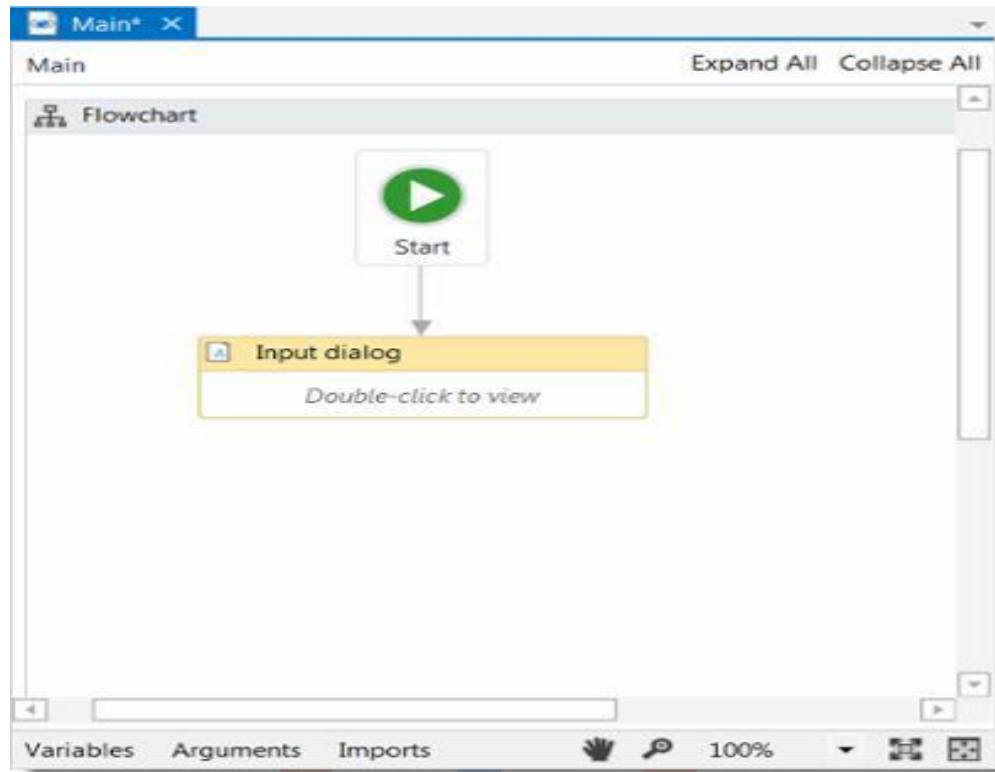 Main*
Main Expand All Collapse All
Flowchart
Start
Input dialog
Double-click to view
Variables Arguments Imports 100%